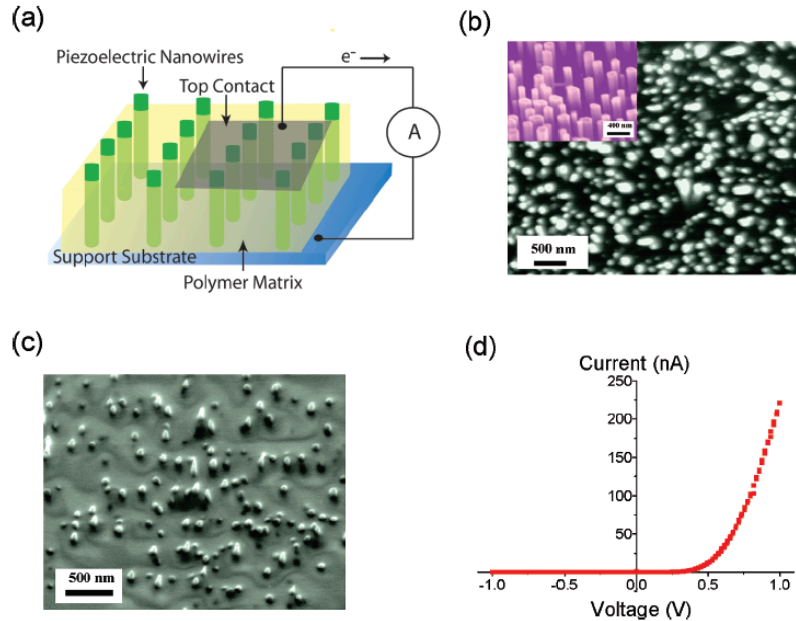 (a)
Piezoelectric Nanowires
Top Contact
e⁻
A
Support Substrate
Polymer Matrix
(b)
400 nm
500 nm
(c)
500 nm
(d)
Current (nA)
250
200
150
100
50
-1.0 -0.5 0.0 0.5 1.0
Voltage (V)